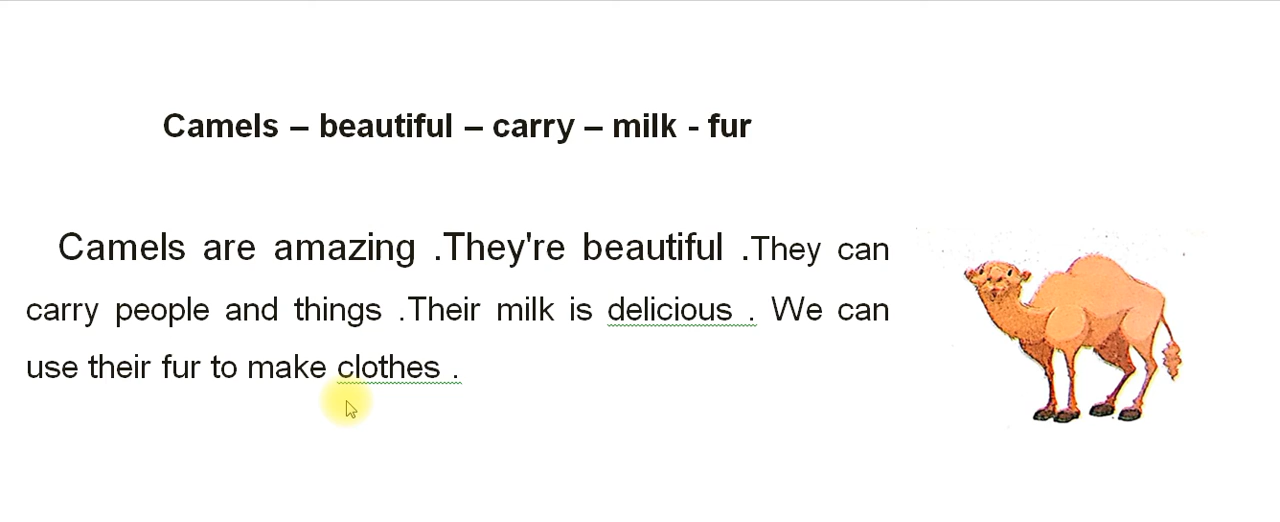 Camels – beautiful – carry – milk - fur
Camels are amazing .They're beautiful .They can
carry people and things .Their milk is delicious . We can
use their fur to make clothes .